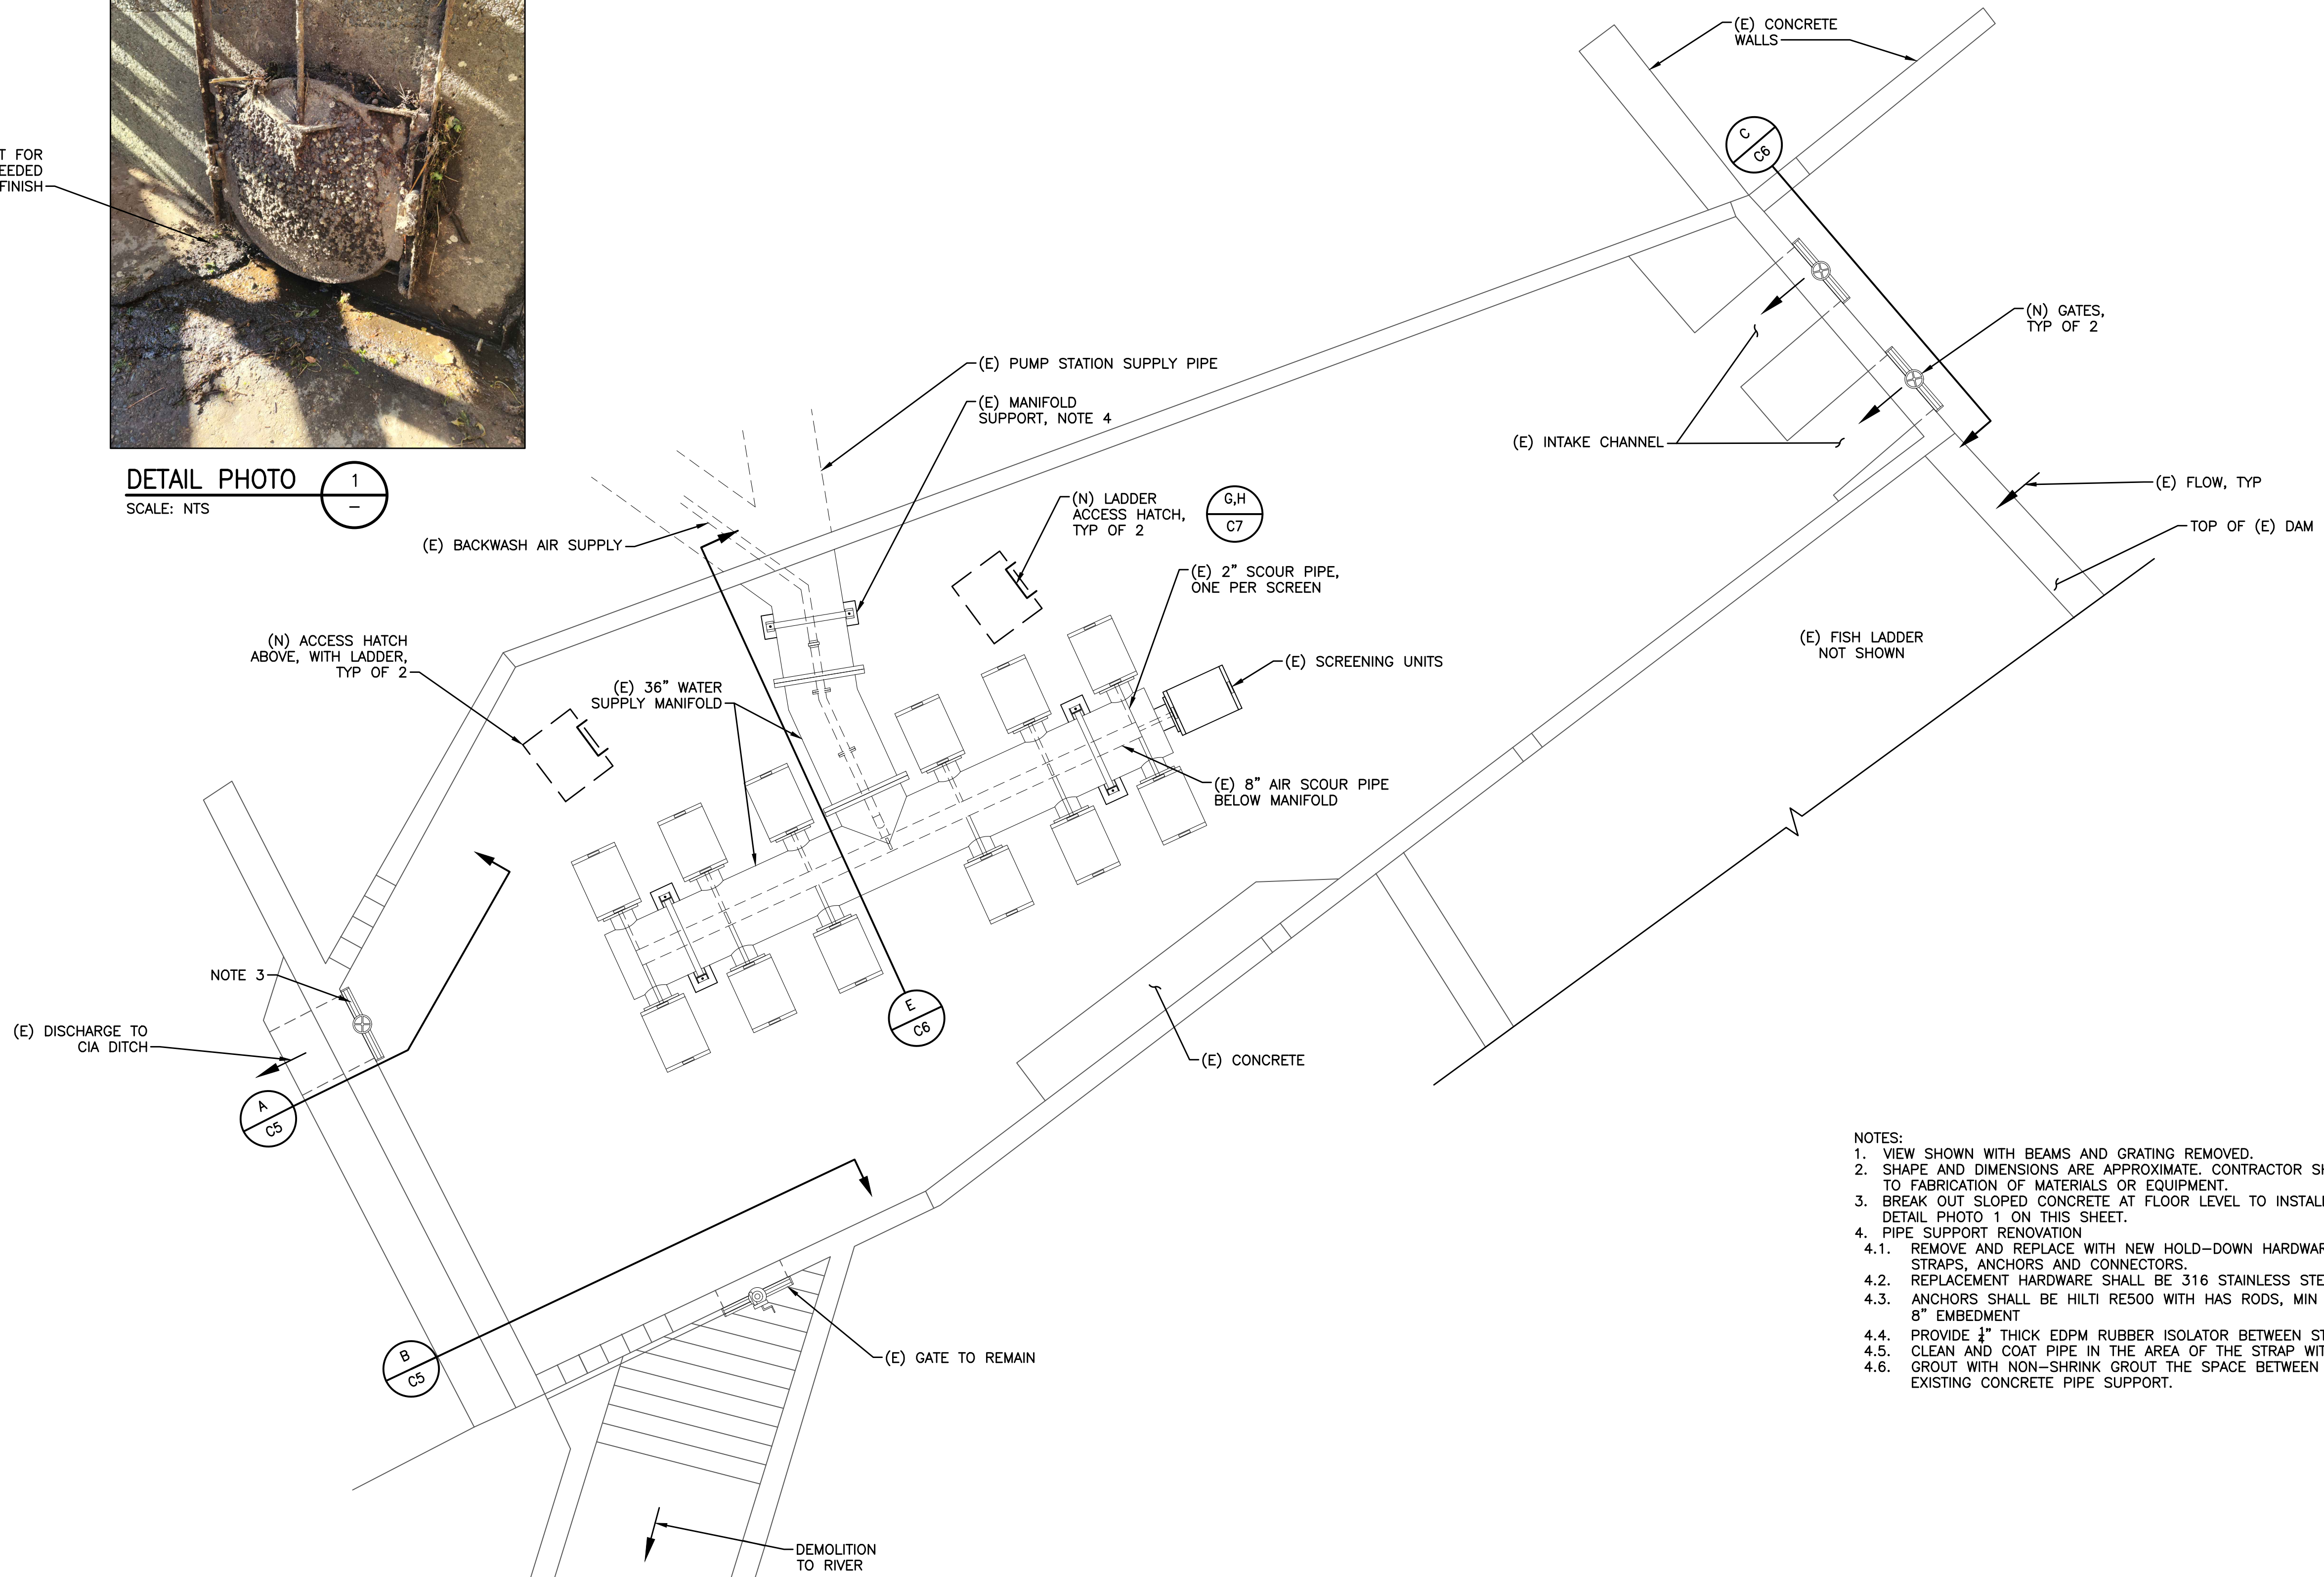 (E) CONCRETE
WALLS
C
C6
FOR
FINISH
(E) PUMP STATION SUPPLY PIPE
(E) MANIFOLD
SUPPORT, NOTE 4
(N) GATES,
TYP OF 2
(E) INTAKE CHANNEL
DETAIL PHOTO
1
–
SCALE: NTS
(N) LADDER
ACCESS HATCH,
TYP OF 2
G,H
C7
(E) FLOW, TYP
TOP OF (E) DAM
(E) BACKWASH AIR SUPPLY
(E) 2" SCOUR PIPE,
ONE PER SCREEN
(E) FISH LADDER
NOT SHOWN
(N) ACCESS HATCH
ABOVE, WITH LADDER,
TYP OF 2
(E) SCREENING UNITS
(E) 36" WATER
SUPPLY MANIFOLD
(E) 8" AIR SCOUR PIPE
BELOW MANIFOLD
NOTE 3
E
C6
(E) DISCHARGE TO
CIA DITCH
(E) CONCRETE
A
C5
B
C5
(E) GATE TO REMAIN
DEMOLITION
TO RIVER
NOTES:
1. VIEW SHOWN WITH BEAMS AND GRATING REMOVED.
2. SHAPE AND DIMENSIONS ARE APPROXIMATE. CONTRACTOR
TO FABRICATION OF MATERIALS OR EQUIPMENT.
3. BREAK OUT SLOPED CONCRETE AT FLOOR LEVEL TO
DETAIL PHOTO 1 ON THIS SHEET.
4. PIPE SUPPORT RENOVATION
4.1. REMOVE AND REPLACE WITH NEW HOLD-DOWN
STRAPS, ANCHORS AND CONNECTORS.
4.2. REPLACEMENT HARDWARE SHALL BE 316 STAINLESS
4.3. ANCHORS SHALL BE HILTI RE500 WITH HAS RODS, MIN
8" EMBEDMENT
4.4. PROVIDE ¼" THICK EDPM RUBBER ISOLATOR BETWEEN
4.5. CLEAN AND COAT PIPE IN THE AREA OF THE STRAP
4.6. GROUT WITH NON-SHRINK GROUT THE SPACE BETWEEN
EXISTING CONCRETE PIPE SUPPORT.